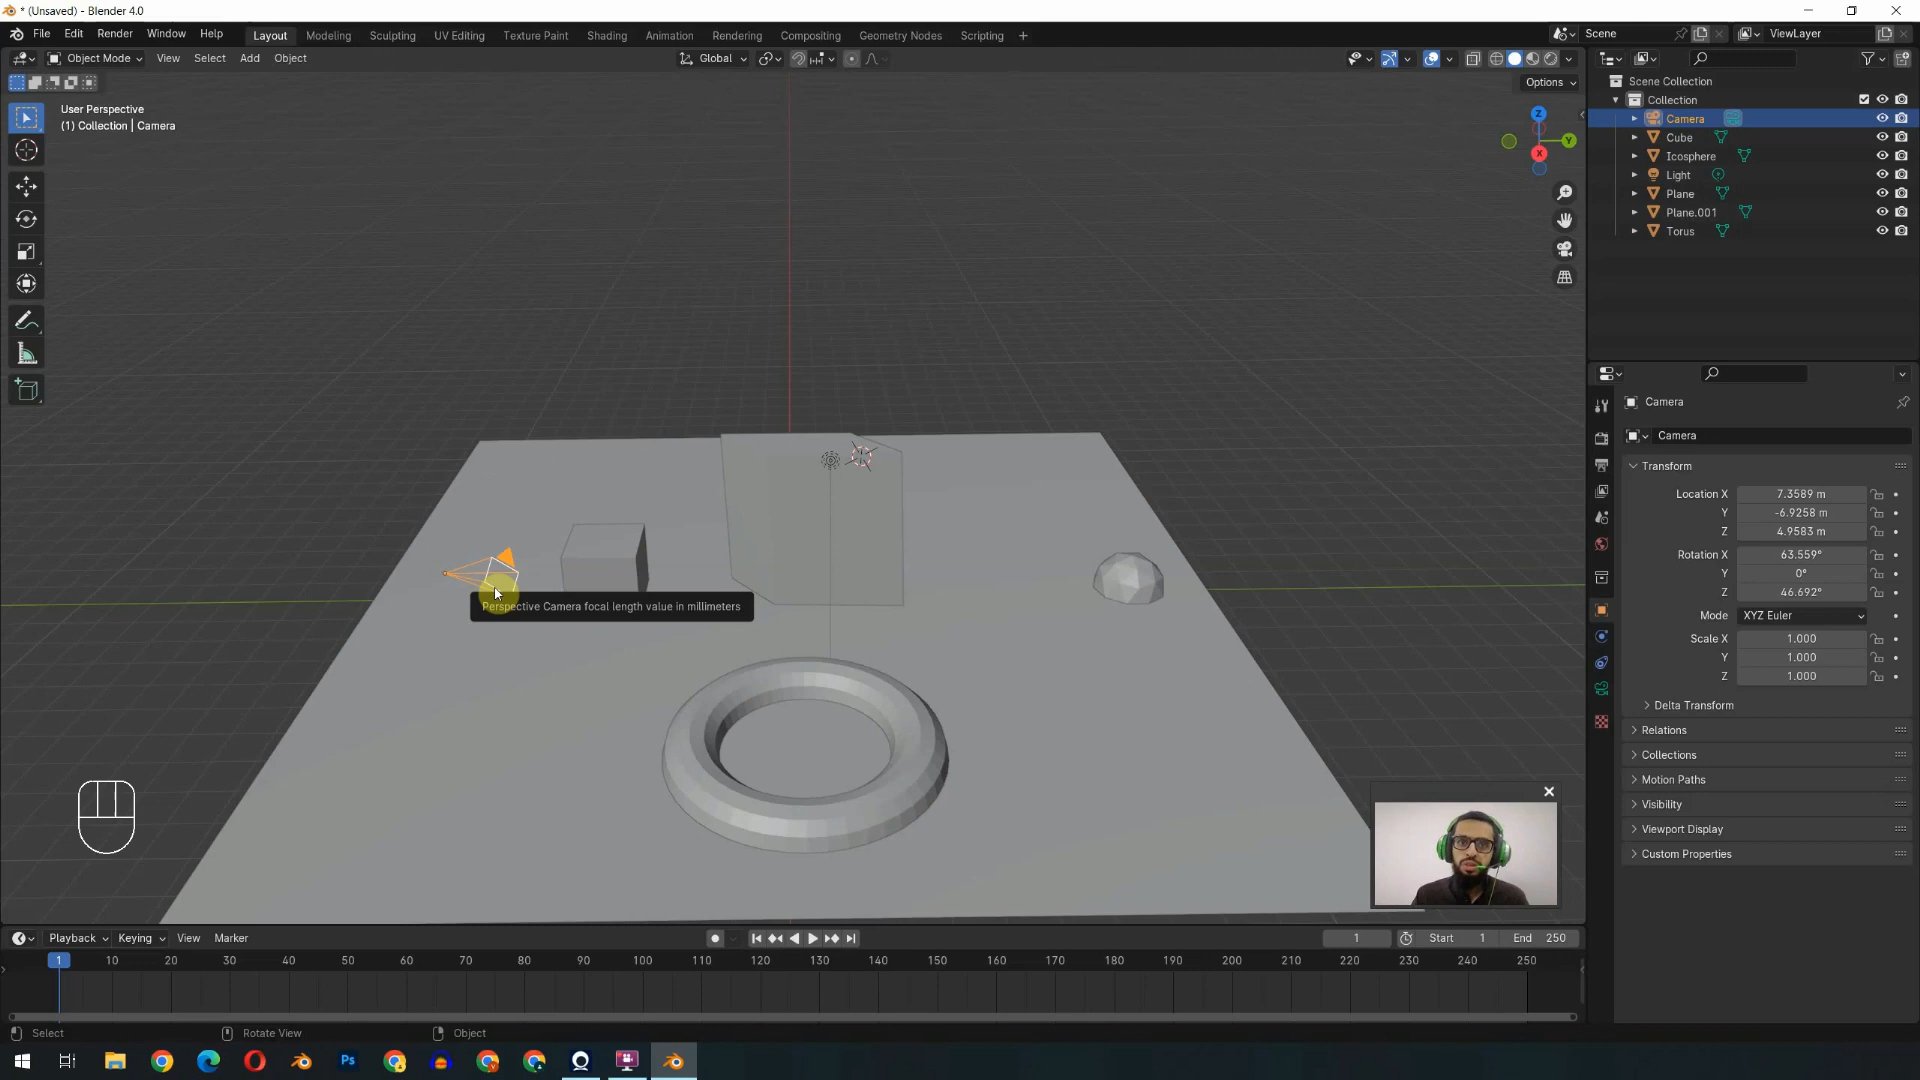 * (Unsaved) - Blender 4.0
File Edit Render Window Help Layout Modeling Sculpting UV Editing Texture Paint Shading Animation Rendering Compositing Geometry Nodes Scripting + Scene ViewLayer
Object Mode View Select Add Object Global
Options
User Perspective
(1) Collection | Camera
Z
Y
X
Scene Collection
Collection
Camera
Cube
Icosphere
Light
Plane
Plane.001
Torus
Perspective Camera focal length value in millimeters
Camera
Camera
Transform
Location X 7.3589 m
Y -6.9258 m
Z 4.9583 m
Rotation X 63.559°
Y 0°
Z 46.692°
Mode XYZ Euler
Scale X 1.000
Y 1.000
Z 1.000
Delta Transform
Relations
Collections
Motion Paths
Visibility
Viewport Display
Custom Properties
Playback Keying View Marker 1 Start 1 End 250
1 10 20 30 40 50 60 70 80 90 100 110 120 130 140 150 160 170 180 190 200 210 220 230 240 250
Select Rotate View Object
Ps